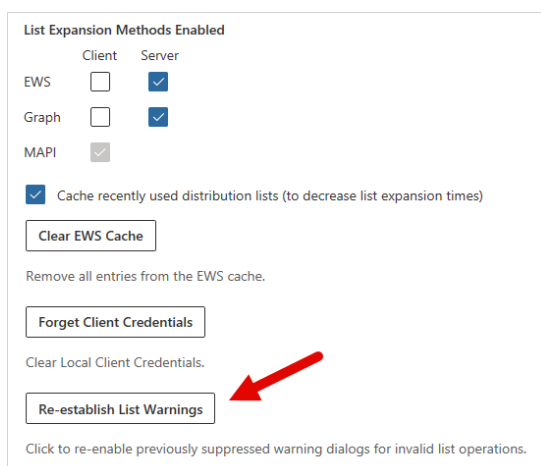 List Expansion Methods Enabled
Client Server
EWS
Graph
MAPI
Cache recently used distribution lists (to decrease list expansion times)
Clear EWS Cache
Remove all entries from the EWS cache.
Forget Client Credentials
Clear Local Client Credentials.
Re-establish List Warnings
Click to re-enable previously suppressed warning dialogs for invalid list operations.